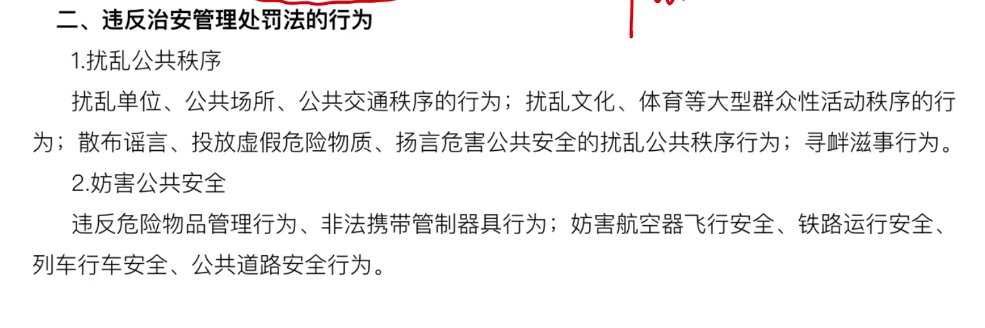 二、违反治安管理处罚法的行为
1.扰乱公共秩序
扰乱单位、公共场所、公共交通秩序的行为；扰乱文化、体育等大型群众性活动秩序的行
为；散布谣言、投放虚假危险物质、扬言危害公共安全的扰乱公共秩序行为；寻衅滋事行为。
2.妨害公共安全
违反危险物品管理行为、非法携带管制器具行为；妨害航空器飞行安全、铁路运行安全、
列车行车安全、公共道路安全行为。